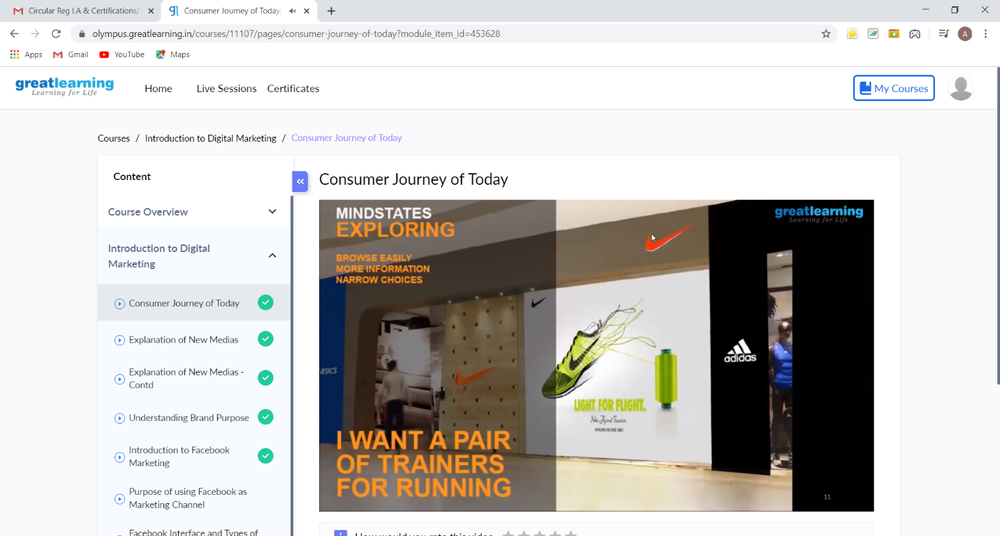 Circular Reg I.A & Certifications/
Consumer Journey of Today:
olympus.greatlearning.in/courses/11107/pages/consumer-journey-of-today?module_item_id=453628
A
Apps
Gmail
YouTube
Maps
greatlearning
Learning for Life
Home
Live Sessions
Certificates
My Courses
Courses / Introduction to Digital Marketing / Consumer Journey of Today
Content
Course Overview
Introduction to Digital
Marketing
Consumer Journey of Today
Explanation of New Medias
Explanation of New Medias -
Contd
Understanding Brand Purpose
Introduction to Facebook
Marketing
Purpose of using Facebook as
Marketing Channel
Facebook Interface and Types of
Consumer Journey of Today
MINDSTATES
EXPLORING
BROWSE EASILY
MORE INFORMATION
NARROW CHOICES
greatlearning
Learning for Life
asics
adidas
LIGHT FOR FLIGHT.
I WANT A PAIR
OF TRAINERS
FOR RUNNING
11
How would you rate this video